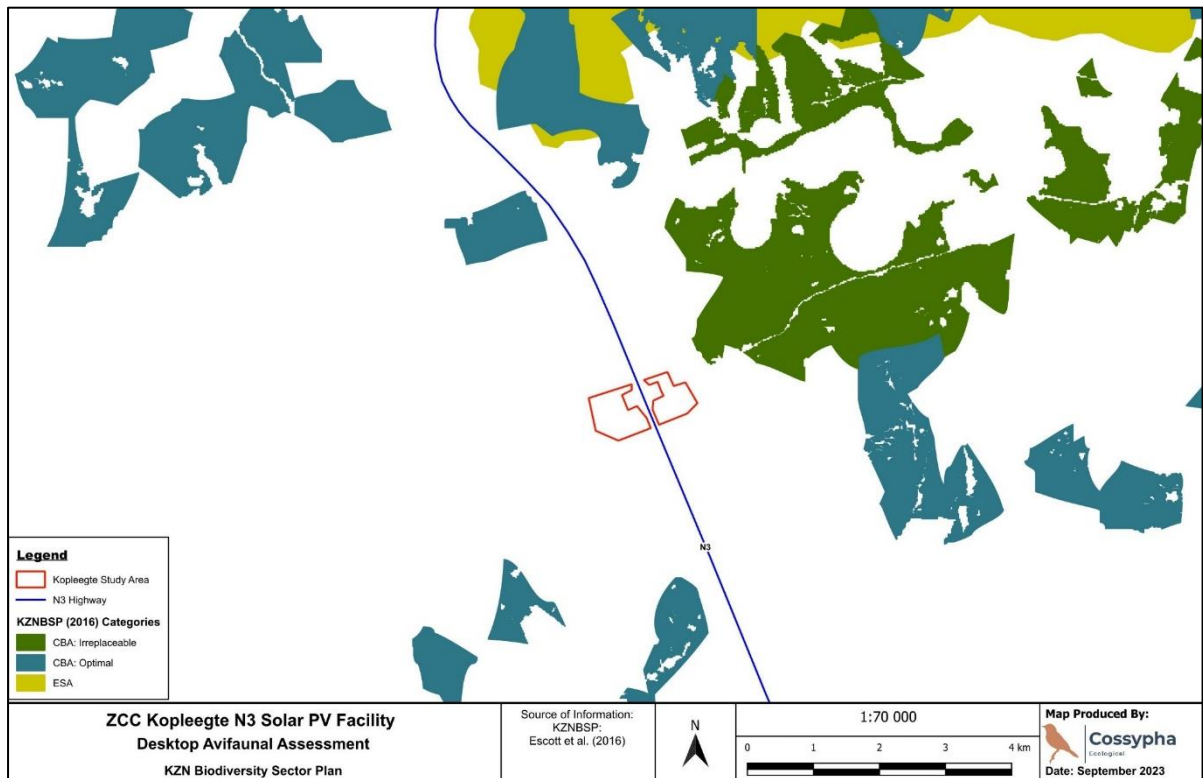 N3
Legend
Kopleegte Study Area
N3 Highway
KZNBSP (2016) Categories
CBA: Irreplaceable
CBA: Optimal
ESA
ZCC Kopleegte N3 Solar PV Facility
Desktop Avifaunal Assessment
KZN Biodiversity Sector Plan
Source of Information:
KZNBSP:
Escott et al. (2016)
N
1:70 000
0 1 2 3 4 km
Map Produced By:
Cossypha
Ecological
Date: September 2023